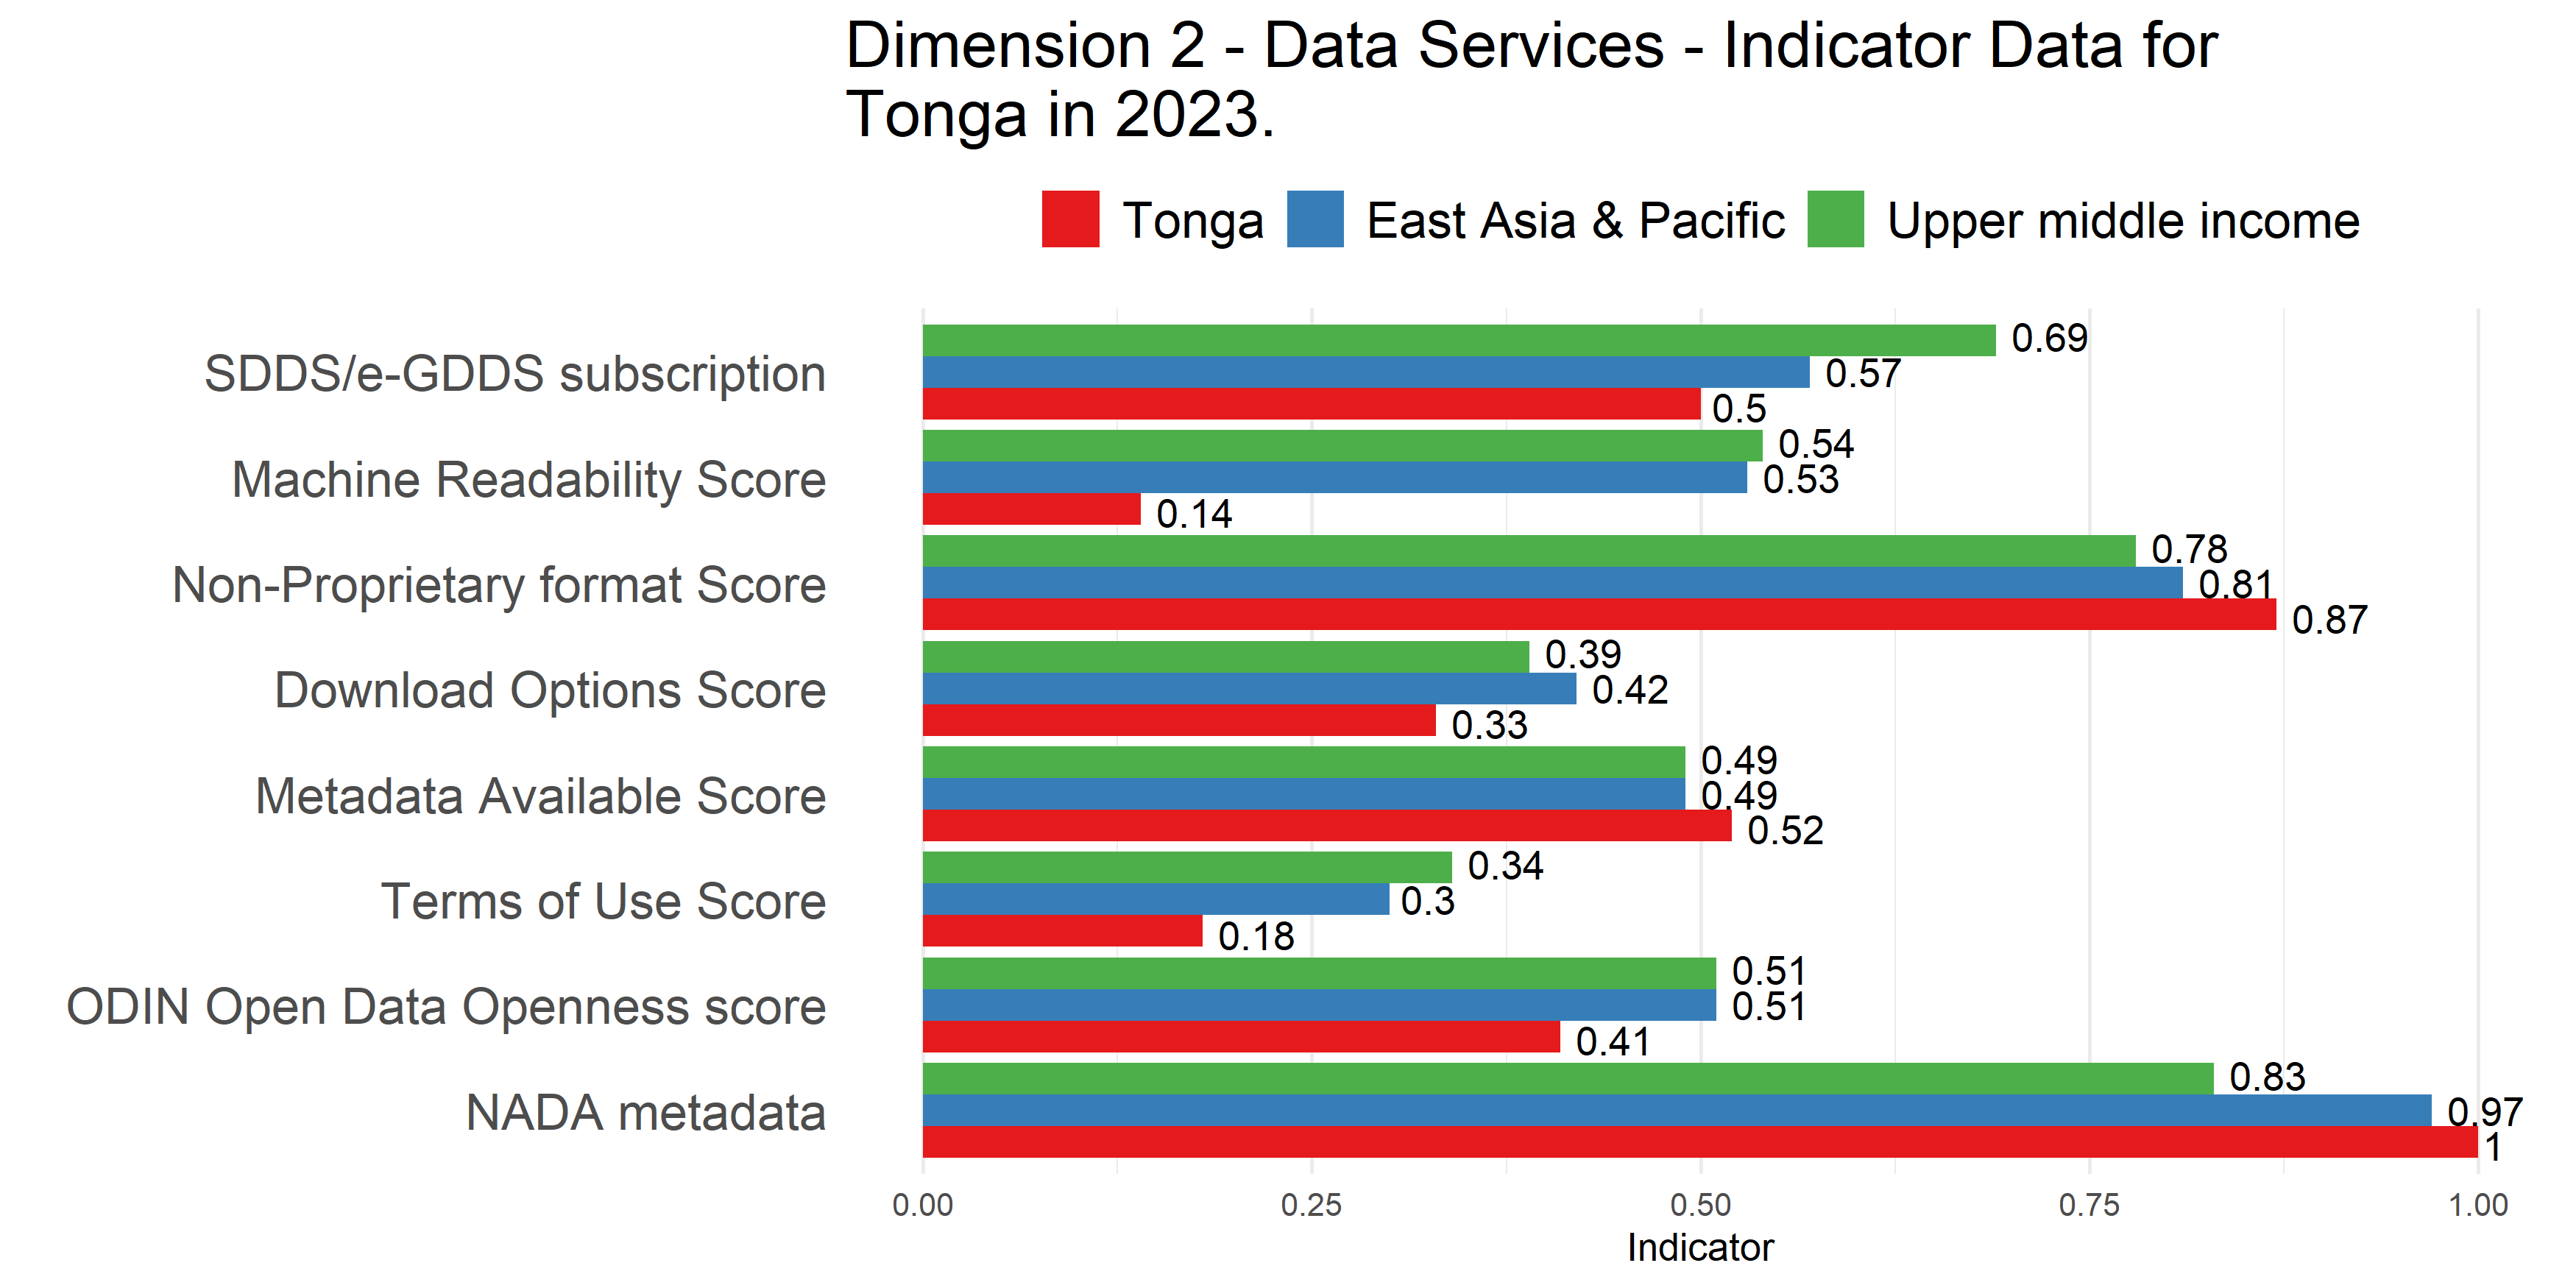 Dimension 2 - Data Services - Indicator Data for
Tonga in 2023.
Tonga East Asia & Pacific Upper middle income
SDDS/e-GDDS subscription
0.69
0.57
0.5
Machine Readability Score
0.54
0.53
0.14
Non-Proprietary format Score
0.78
0.81
0.87
Download Options Score
0.39
0.42
0.33
Metadata Available Score
0.49
0.49
0.52
Terms of Use Score
0.34
0.3
0.18
ODIN Open Data Openness score
0.51
0.51
0.41
NADA metadata
0.83
0.97
1
0.00 0.25 0.50 0.75 1.00
Indicator